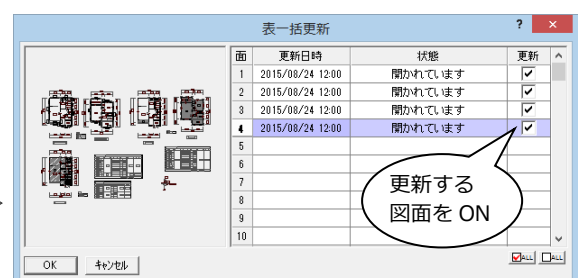 表一括更新 ?
面 更新日時 状態 更新
1 2015/08/24 12:00 開かれています
2 2015/08/24 12:00 開かれています
3 2015/08/24 12:00 開かれています
4 2015/08/24 12:00 開かれています
5
6
7
8
9
10
更新する
図面を ON
OK キャンセル ALL ALL